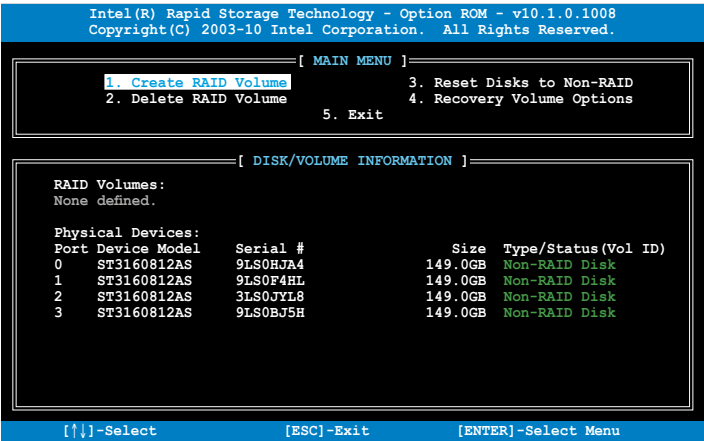 Intel(R) Rapid Storage Technology - Option ROM - v10.1.0.1008
Copyright(C) 2003-10 Intel Corporation. All Rights Reserved.
[ MAIN MENU ]
1. Create RAID Volume 3. Reset Disks to Non-RAID
2. Delete RAID Volume 4. Recovery Volume Options
5. Exit
[ DISK/VOLUME INFORMATION ]
RAID Volumes:
None defined.
Physical Devices:
Port Device Model Serial # Size Type/Status(Vol ID)
0 ST3160812AS 9LS0HJA4 149.0GB Non-RAID Disk
1 ST3160812AS 9LS0F4HL 149.0GB Non-RAID Disk
2 ST3160812AS 3LS0JYL8 149.0GB Non-RAID Disk
3 ST3160812AS 9LS0BJ5H 149.0GB Non-RAID Disk
[↑↓]-Select [ESC]-Exit [ENTER]-Select Menu